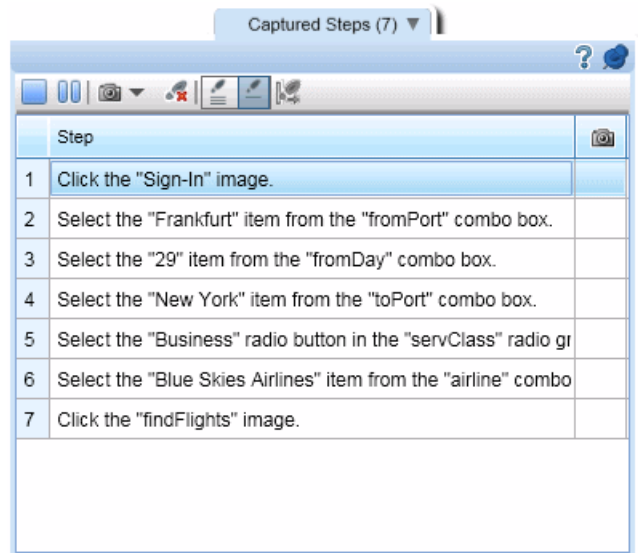 Captured Steps (7) ▼
?
Step
1 Click the "Sign-In" image.
2 Select the "Frankfurt" item from the "fromPort" combo box.
3 Select the "29" item from the "fromDay" combo box.
4 Select the "New York" item from the "toPort" combo box.
5 Select the "Business" radio button in the "servClass" radio gr
6 Select the "Blue Skies Airlines" item from the "airline" combo
7 Click the "findFlights" image.